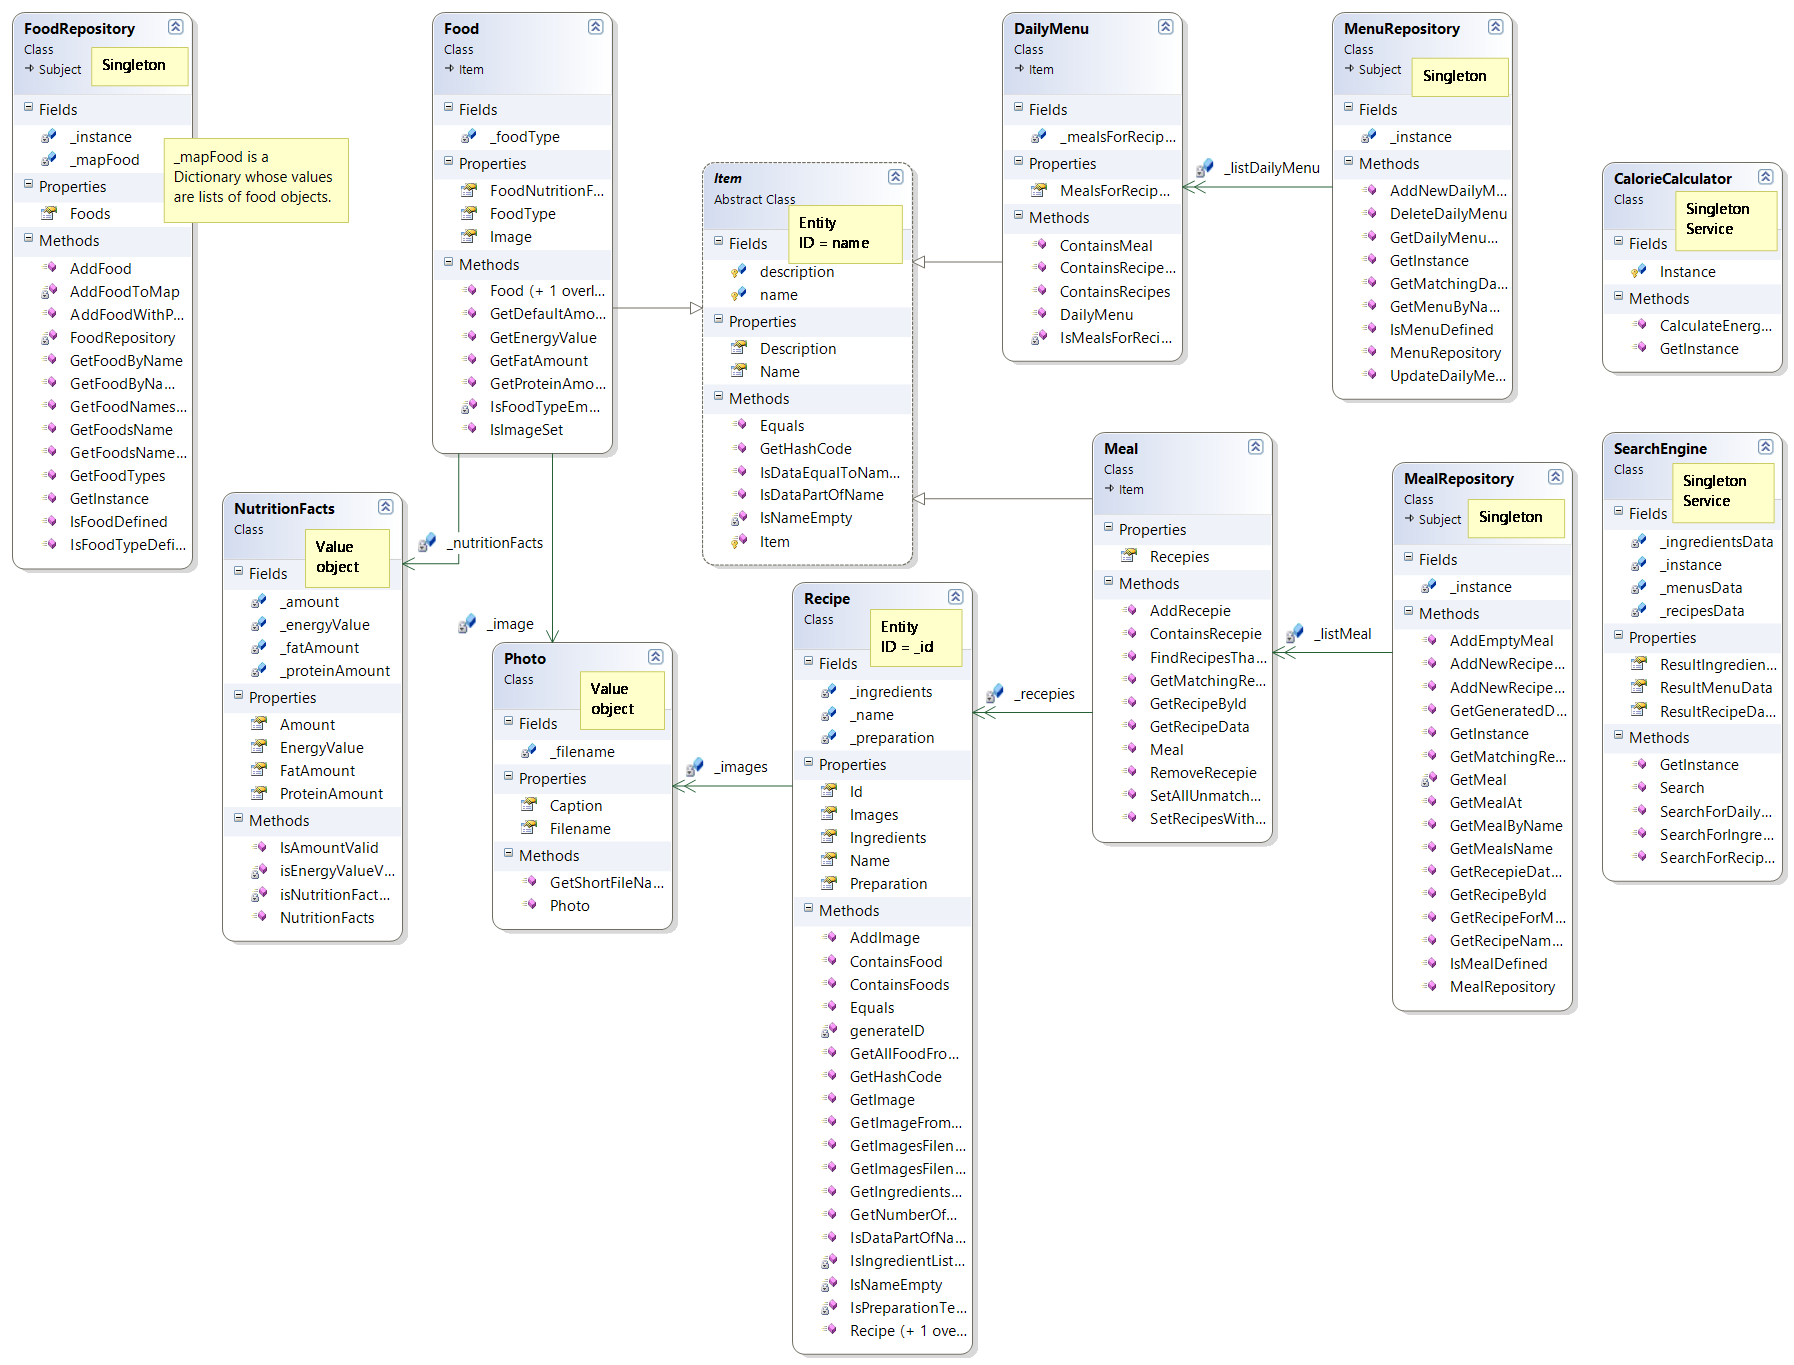 FoodRepository
Class
Subject
Singleton
Fields
_instance
_mapFood
_mapFood is a
Dictionary whose values
are lists of food objects.
Properties
Foods
Methods
AddFood
AddFoodToMap
AddFoodWithP...
FoodRepository
GetFoodByName
GetFoodByNa...
GetFoodNames...
GetFoodsName
GetFoodsName...
GetFoodTypes
GetInstance
IsFoodDefined
IsFoodTypeDefi...
Food
Class
Item
Fields
_foodType
Properties
FoodNutritionF...
FoodType
Image
Methods
Food (+ 1 overl...
GetDefaultAmo...
GetEnergyValue
GetFatAmount
GetProteinAmo...
IsFoodTypeEm...
IsImageSet
_nutritionFacts
_image
NutritionFacts
Class
Value
object
Fields
_amount
_energyValue
_fatAmount
_proteinAmount
Properties
Amount
EnergyValue
FatAmount
ProteinAmount
Methods
IsAmountValid
isEnergyValueV...
isNutritionFact...
NutritionFacts
Photo
Class
Value
object
Fields
_filename
Properties
Caption
Filename
Methods
GetShortFileNa...
Photo
Item
Abstract Class
Entity
ID = name
Fields
description
name
Properties
Description
Name
Methods
Equals
GetHashCode
IsDataEqualToNam...
IsDataPartOfName
IsNameEmpty
Item
_images
Recipe
Class
Entity
ID = _id
Fields
_ingredients
_name
_preparation
Properties
Id
Images
Ingredients
Name
Preparation
Methods
AddImage
ContainsFood
ContainsFoods
Equals
generateID
GetAllFoodFro...
GetHashCode
GetImage
GetImageFrom...
GetImagesFilen...
GetImagesFilen...
GetIngredients...
GetNumberOf...
IsDataPartOfNa...
IsIngredientList...
IsNameEmpty
IsPreparationTe...
Recipe (+ 1 ove...
DailyMenu
Class
Item
Fields
_mealsForRecip...
Properties
MealsForRecip...
Methods
ContainsMeal
ContainsRecipe...
ContainsRecipes
DailyMenu
IsMealsForReci...
_listDailyMenu
MenuRepository
Class
Subject
Singleton
Fields
_instance
Methods
AddNewDailyM...
DeleteDailyMenu
GetDailyMenu...
GetInstance
GetMatchingDa...
GetMenuByNa...
IsMenuDefined
MenuRepository
UpdateDailyMe...
_recepies
Meal
Class
Item
Properties
Recepies
Methods
AddRecepie
ContainsRecepie
FindRecipesTha...
GetMatchingRe...
GetRecipeById
GetRecipeData
Meal
RemoveRecepie
SetAllUnmatch...
SetRecipesWith...
_listMeal
MealRepository
Class
Subject
Singleton
Fields
_instance
Methods
AddEmptyMeal
AddNewRecipe...
AddNewRecipe...
GetGeneratedD...
GetInstance
GetMatchingRe...
GetMeal
GetMealAt
GetMealByName
GetMealsName
GetRecepieDat...
GetRecipeById
GetRecipeForM...
GetRecipeNam...
IsMealDefined
MealRepository
CalorieCalculator
Class
Singleton
Service
Fields
Instance
Methods
CalculateEnerg...
GetInstance
SearchEngine
Class
Singleton
Service
Fields
_ingredientsData
_instance
_menusData
_recipesData
Properties
ResultIngredien...
ResultMenuData
ResultRecipeDa...
Methods
GetInstance
Search
SearchForDaily...
SearchForIngre...
SearchForRecip...